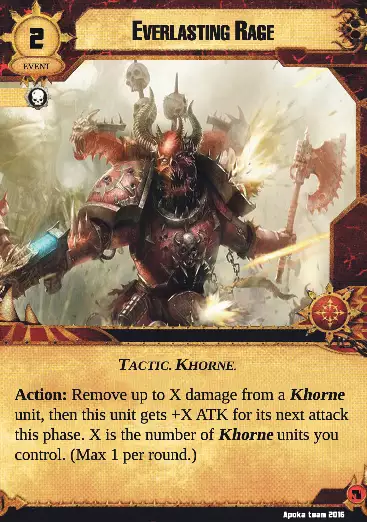 EVERLASTING RAGE
2
EVENT
TACTIC. KHORNE.
Action: Remove up to X damage from a Khorne
unit, then this unit gets +X ATK for its next attack
this phase. X is the number of Khorne units you
control. (Max 1 per round.)
Apoka team 2016